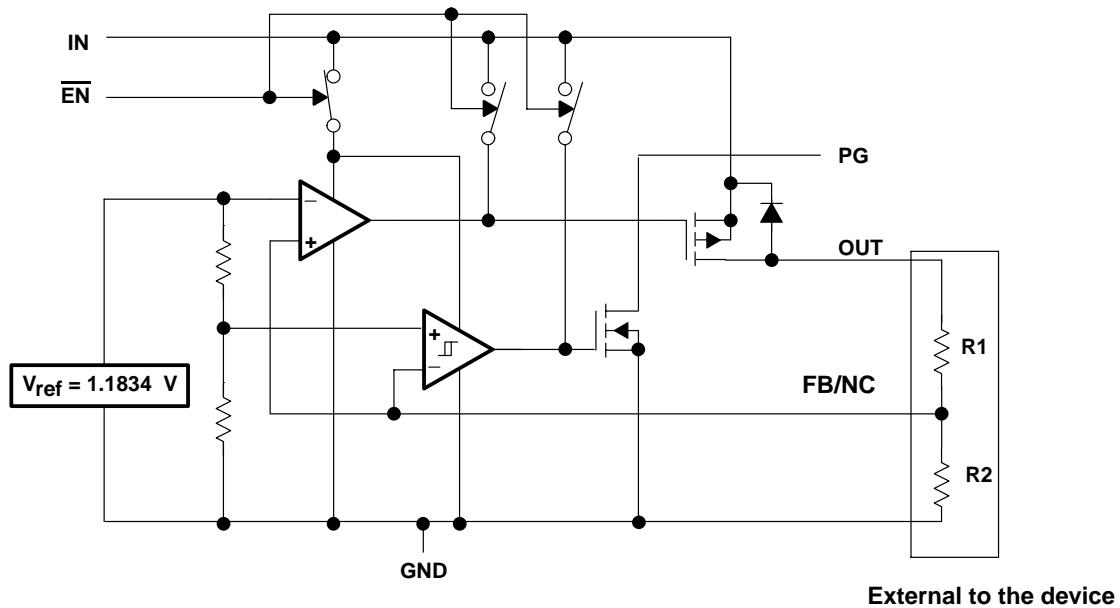 IN
EN
PG
OUT
−
+
+
−
R1
Vref = 1.1834 V
FB/NC
R2
GND
External to the device